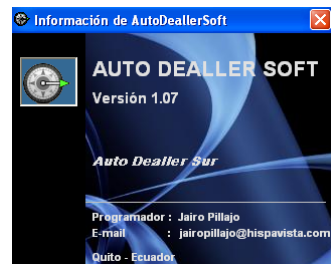 Información de AutoDeallerSoft
AUTO DEALLER SOFT
Versión 1.07
Auto Dealler Sur
Programador : Jairo Pillajo
E-mail : jairopillajo@hispavista.com
Quito - Ecuador